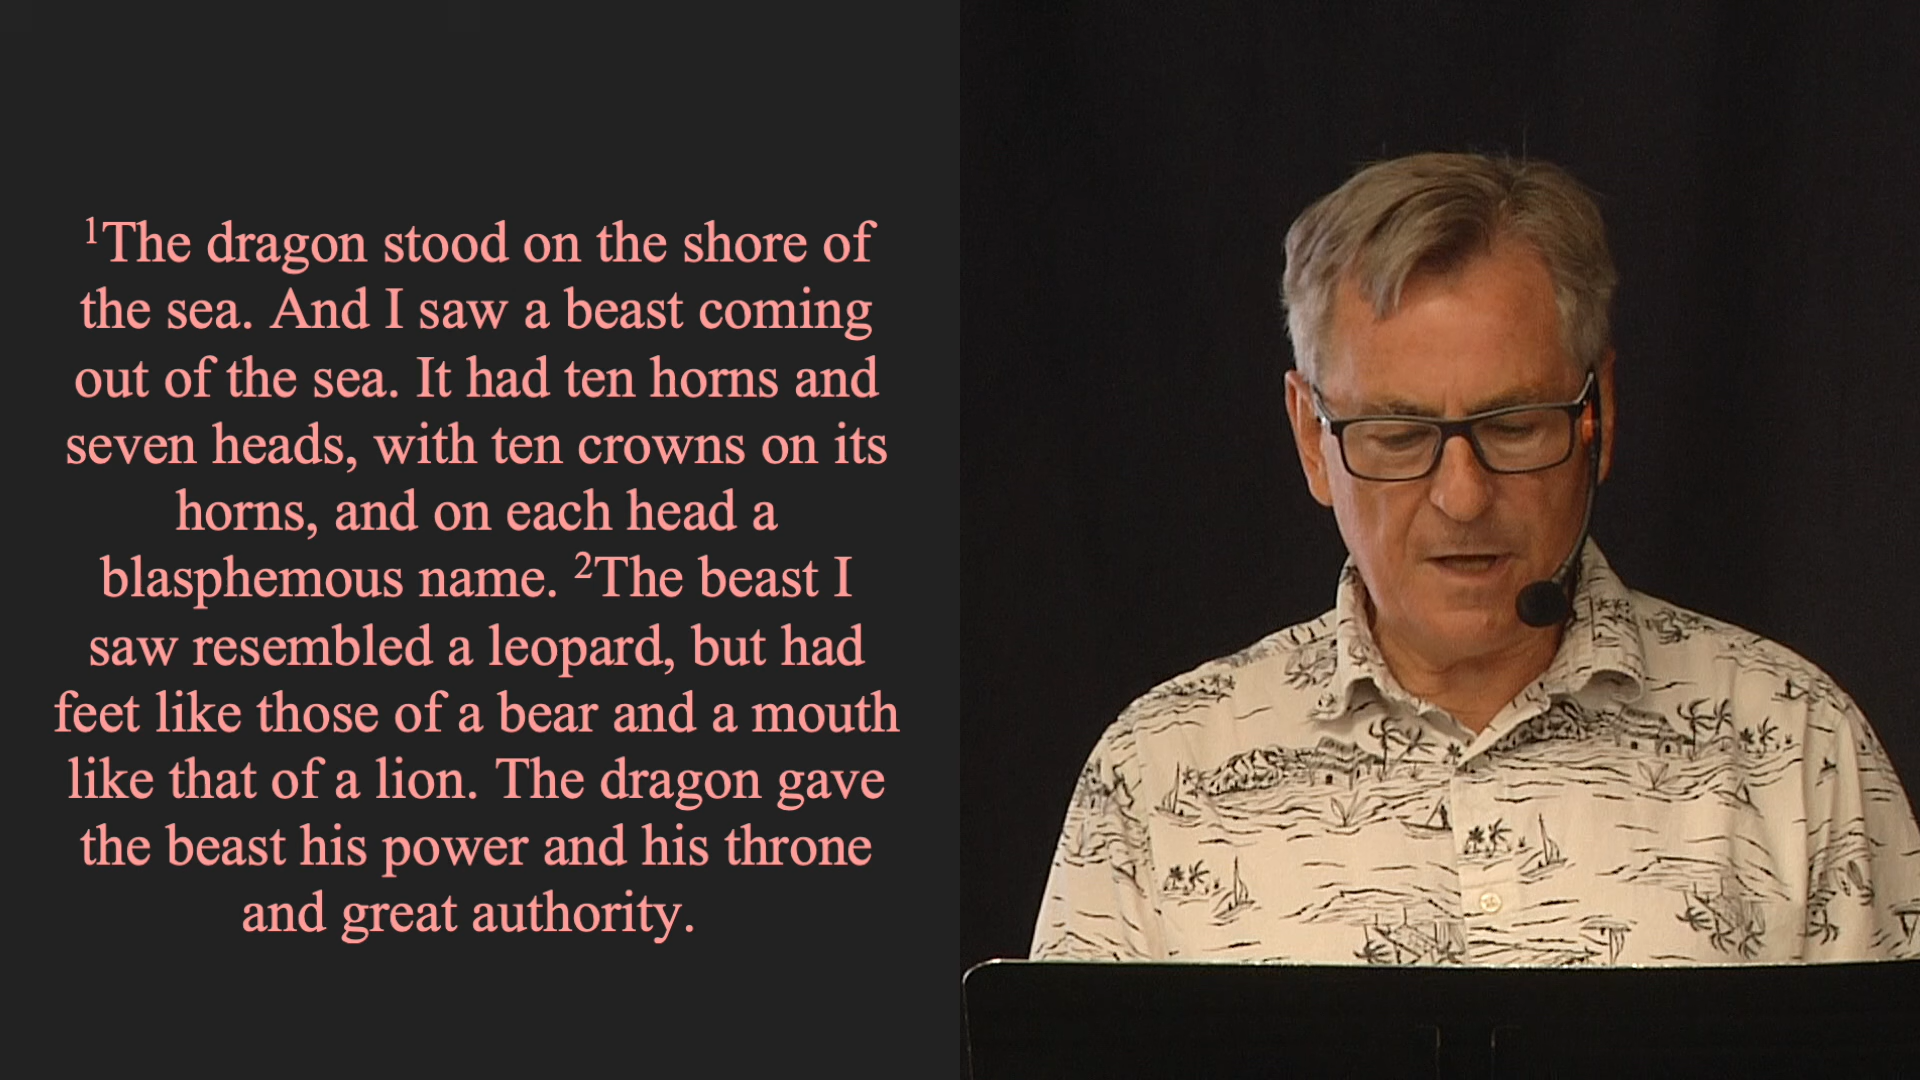 ¹The dragon stood on the shore of
the sea. And I saw a beast coming
out of the sea. It had ten horns and
seven heads, with ten crowns on its
horns, and on each head a
blasphemous name. ²The beast I
saw resembled a leopard, but had
feet like those of a bear and a mouth
like that of a lion. The dragon gave
the beast his power and his throne
and great authority.